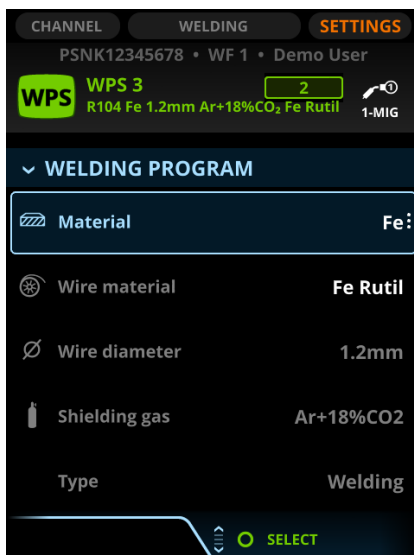 CHANNEL WELDING SETTINGS
PSNK12345678 • WF 1 • Demo User
WPS WPS 3 2 1
R104 Fe 1.2mm Ar+18%CO₂ Fe Rutil 1-MIG
WELDING PROGRAM
Material Fe
Wire material Fe Rutil
Wire diameter 1.2mm
Shielding gas Ar+18%CO2
Type Welding
SELECT